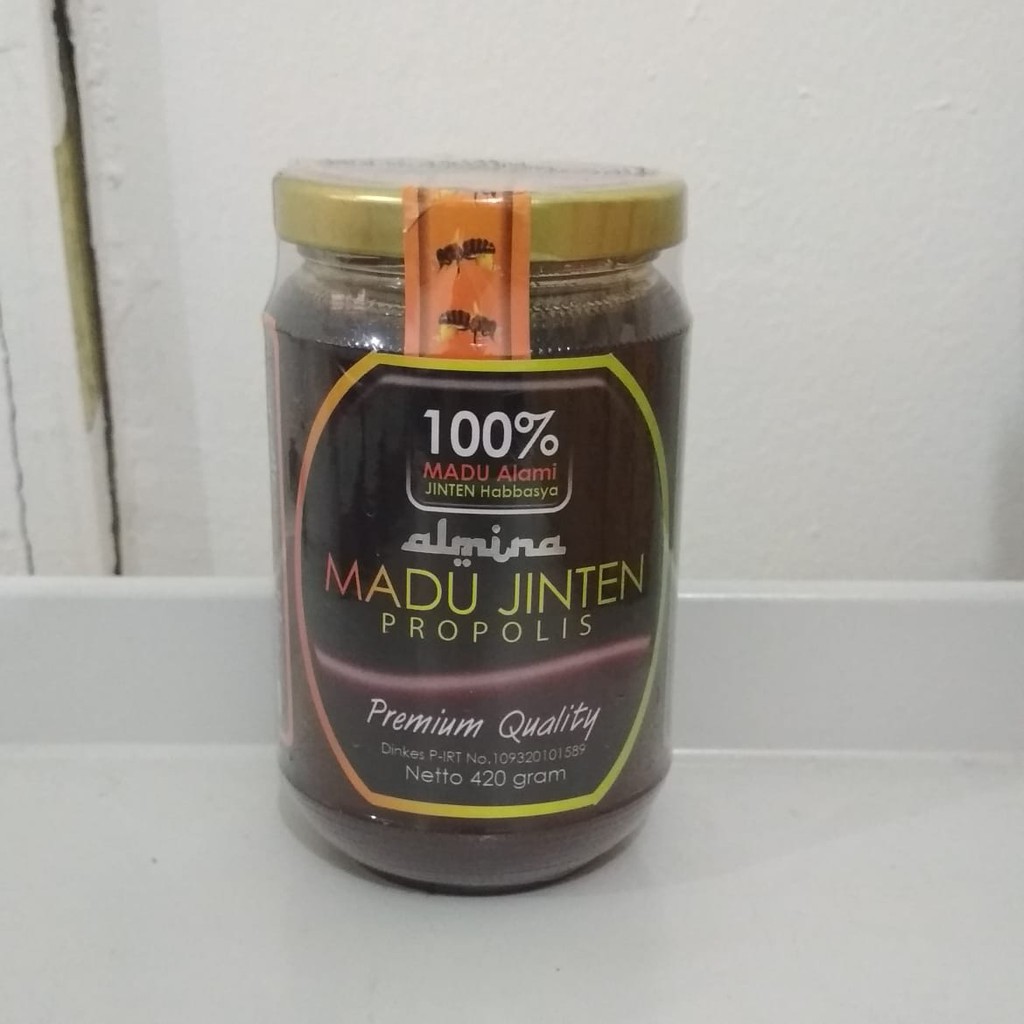 100%
MADU Alami
JINTEN Habbasya
almina
MADU JINTEN
PROPOLIS
Premium Quality
Dinkes P-IRT No.109320101589
Netto 420 gram